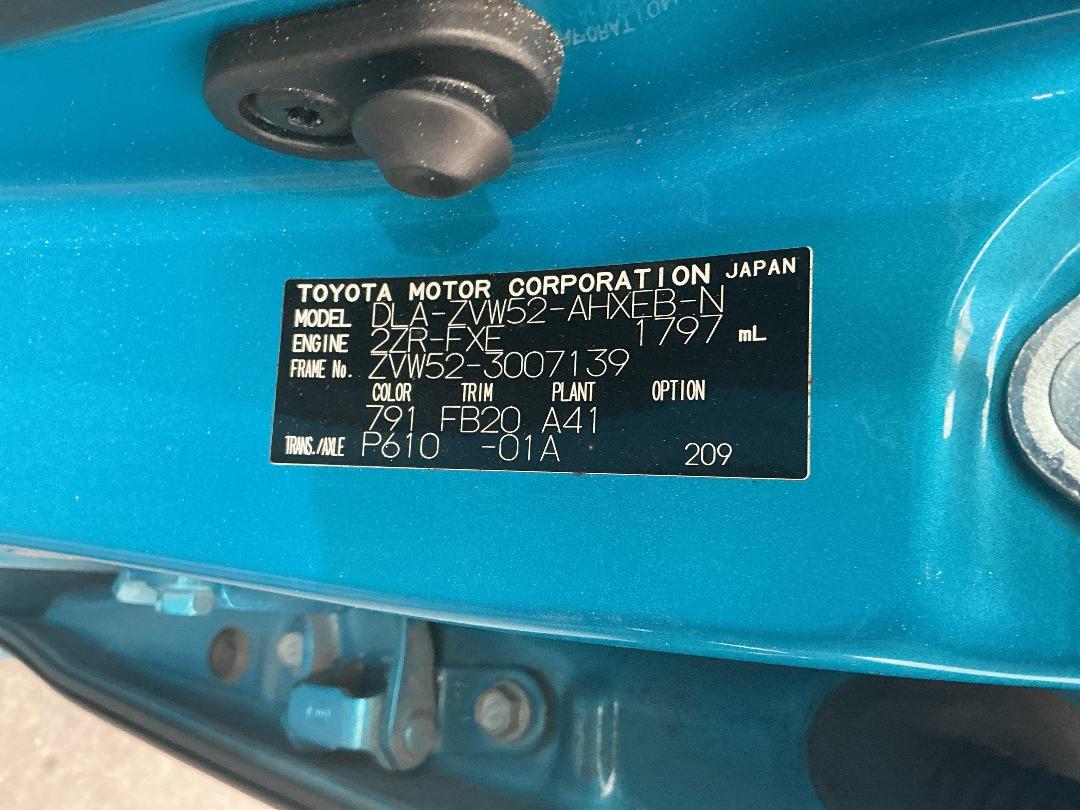 TOYOTA MOTOR CORPORATION JAPAN
MODEL DLA-ZVW52-AHXEB-N
ENGINE 2ZR-FXE 1797 mL
FRAME No. ZVW52-3007139
COLOR TRIM PLANT OPTION
791 FB20 A41
TRANS./AXLE P610 -01A 209